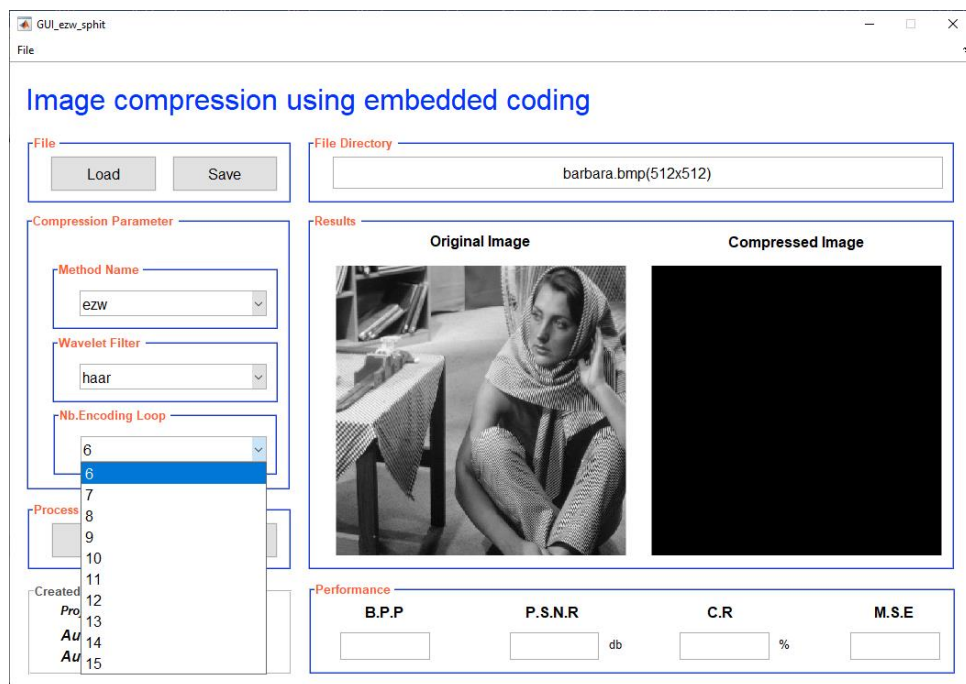 GUI_ezw_sphit
File
Image compression using embedded coding
File
Load Save
File Directory
barbara.bmp(512x512)
Compression Parameter
Method Name
ezw
Wavelet Filter
haar
Nb.Encoding Loop
6
6
7
8
9
10
11
12
13
14
15
Process
Created
Au
Au
Results
Original Image Compressed Image
Performance
B.P.P P.S.N.R C.R M.S.E
db %